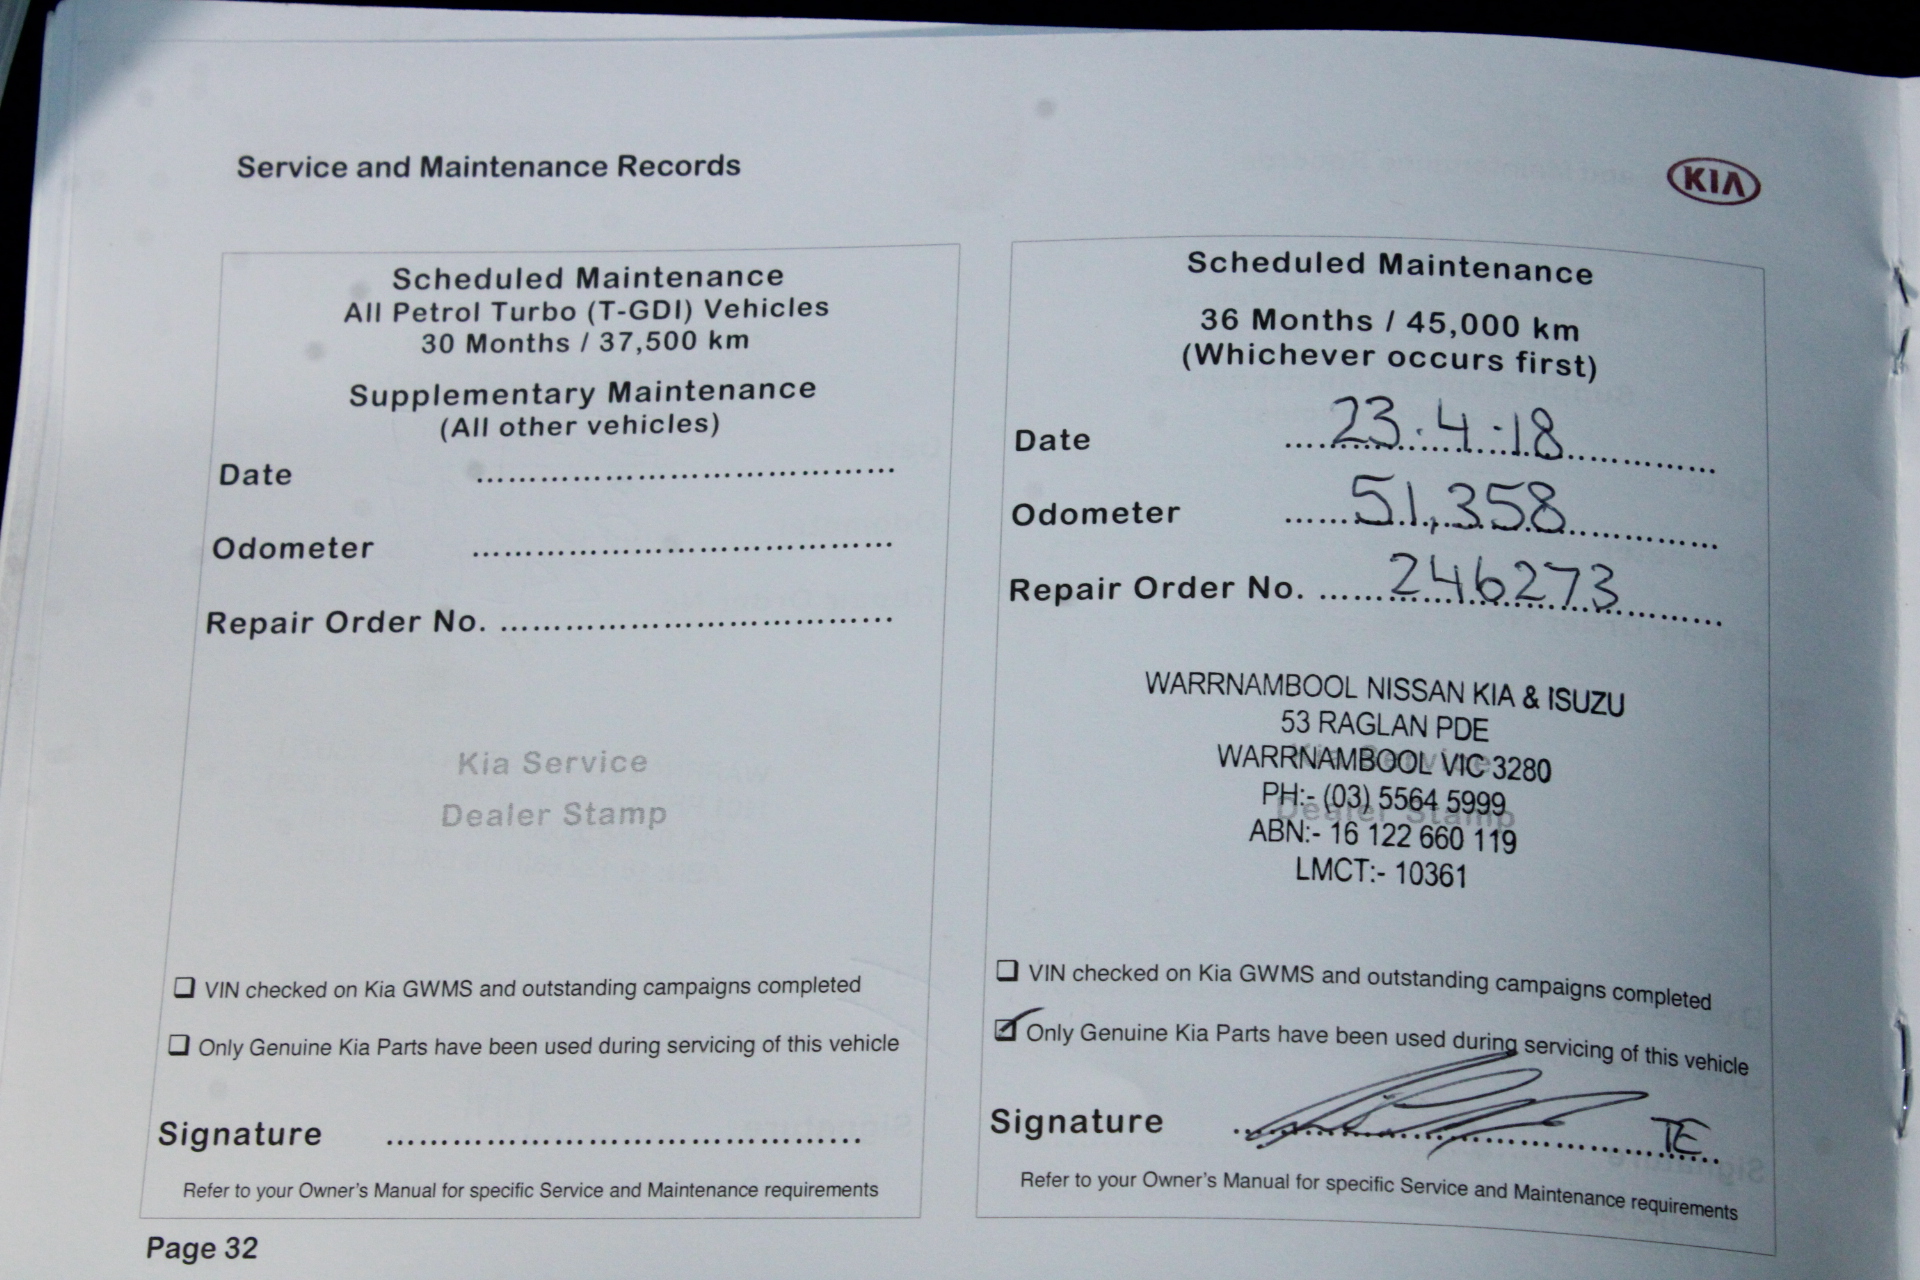 Service and Maintenance Records
KIA
Scheduled Maintenance
All Petrol Turbo (T-GDI) Vehicles
30 Months / 37,500 km
Supplementary Maintenance
(All other vehicles)
Date ........................................
Odometer ........................................
Repair Order No. .....................................
Kia Service
Dealer Stamp
❏ VIN checked on Kia GWMS and outstanding campaigns completed
❏ Only Genuine Kia Parts have been used during servicing of this vehicle
Signature ...........................................
Refer to your Owner's Manual for specific Service and Maintenance requirements
Page 32
Scheduled Maintenance
36 Months / 45,000 km
(Whichever occurs first)
Date 23.4.18
Odometer 51,358
Repair Order No. 246273
WARRNAMBOOL NISSAN KIA & ISUZU
53 RAGLAN PDE
WARRNAMBOOL VIC 3280
Kia Service
PH:- (03) 5564 5999
Dealer Stamp
ABN:- 16 122 660 119
LMCT:- 10361
❏ VIN checked on Kia GWMS and outstanding campaigns completed
☑ Only Genuine Kia Parts have been used during servicing of this vehicle
Signature TE
Refer to your Owner's Manual for specific Service and Maintenance requirements